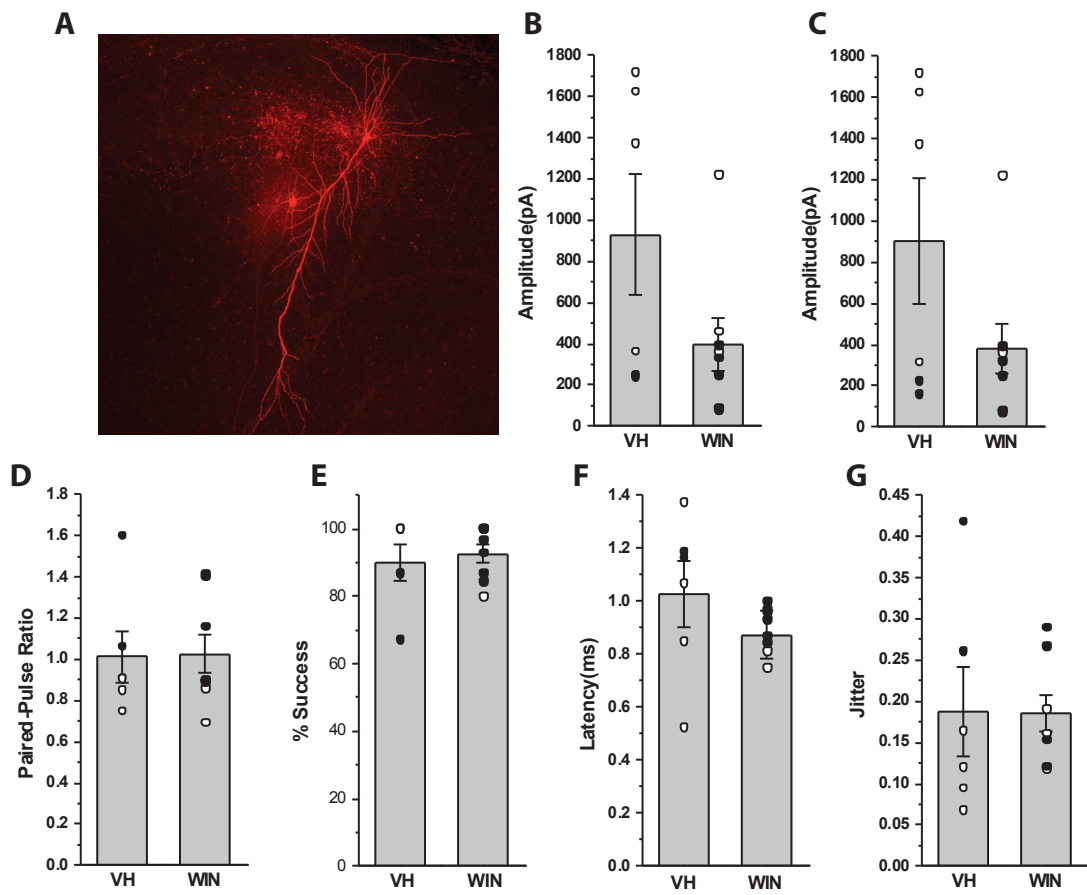 A
B
1800
1600
1400
1200
1000
800
600
400
200
0
Amplitude(pA)
VH
WIN
C
1800
1600
1400
1200
1000
800
600
400
200
0
Amplitude(pA)
VH
WIN
D
1.8
1.6
1.4
1.2
1.0
0.8
0.6
0.4
0.2
0.0
Paired-Pulse Ratio
VH
WIN
E
100
80
60
40
20
0
% Success
VH
WIN
F
1.4
1.2
1.0
0.8
0.6
0.4
0.2
0.0
Latency(ms)
VH
WIN
G
0.45
0.40
0.35
0.30
0.25
0.20
0.15
0.10
0.05
0.00
Jitter
VH
WIN